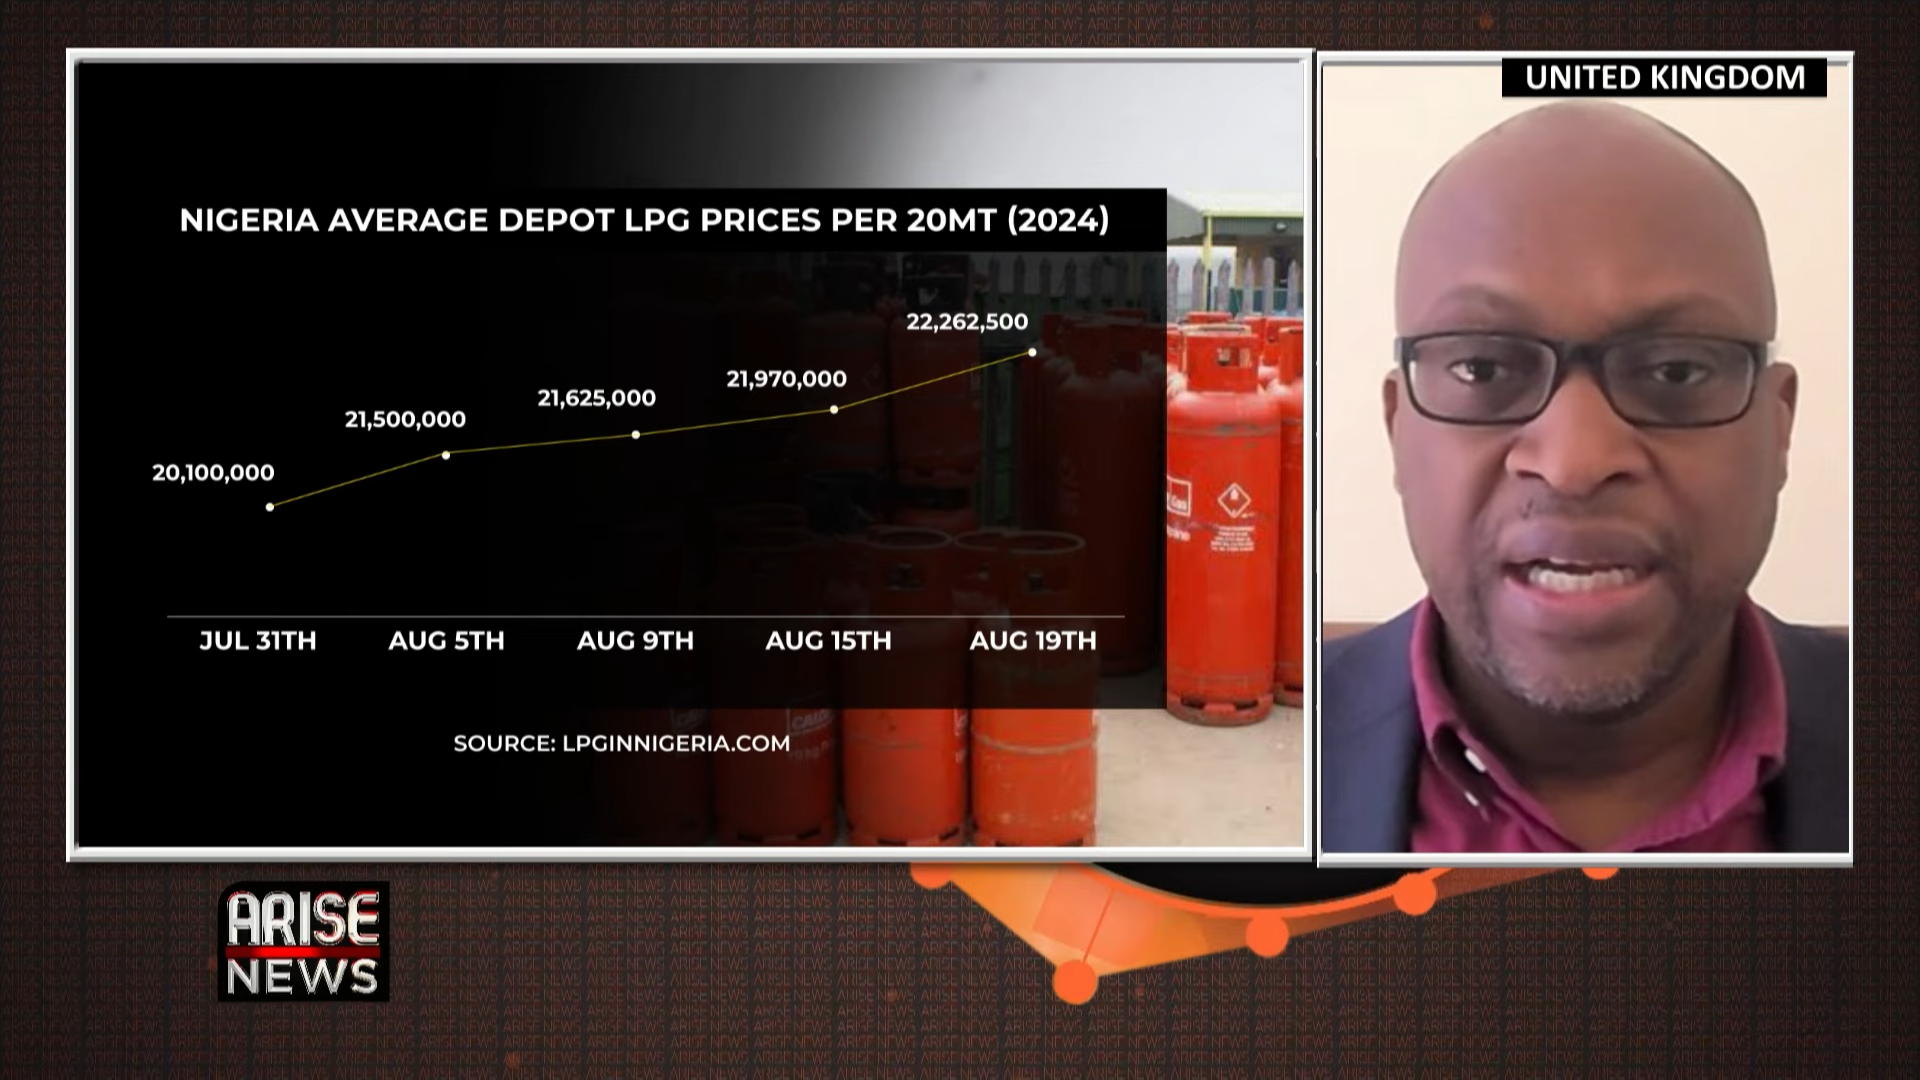 UNITED KINGDOM
NIGERIA AVERAGE DEPOT LPG PRICES PER 20MT (2024)
20,100,000
21,500,000
21,625,000
21,970,000
22,262,500
JUL 31TH
AUG 5TH
AUG 9TH
AUG 15TH
AUG 19TH
SOURCE: LPGINNIGERIA.COM
ARISE
NEWS